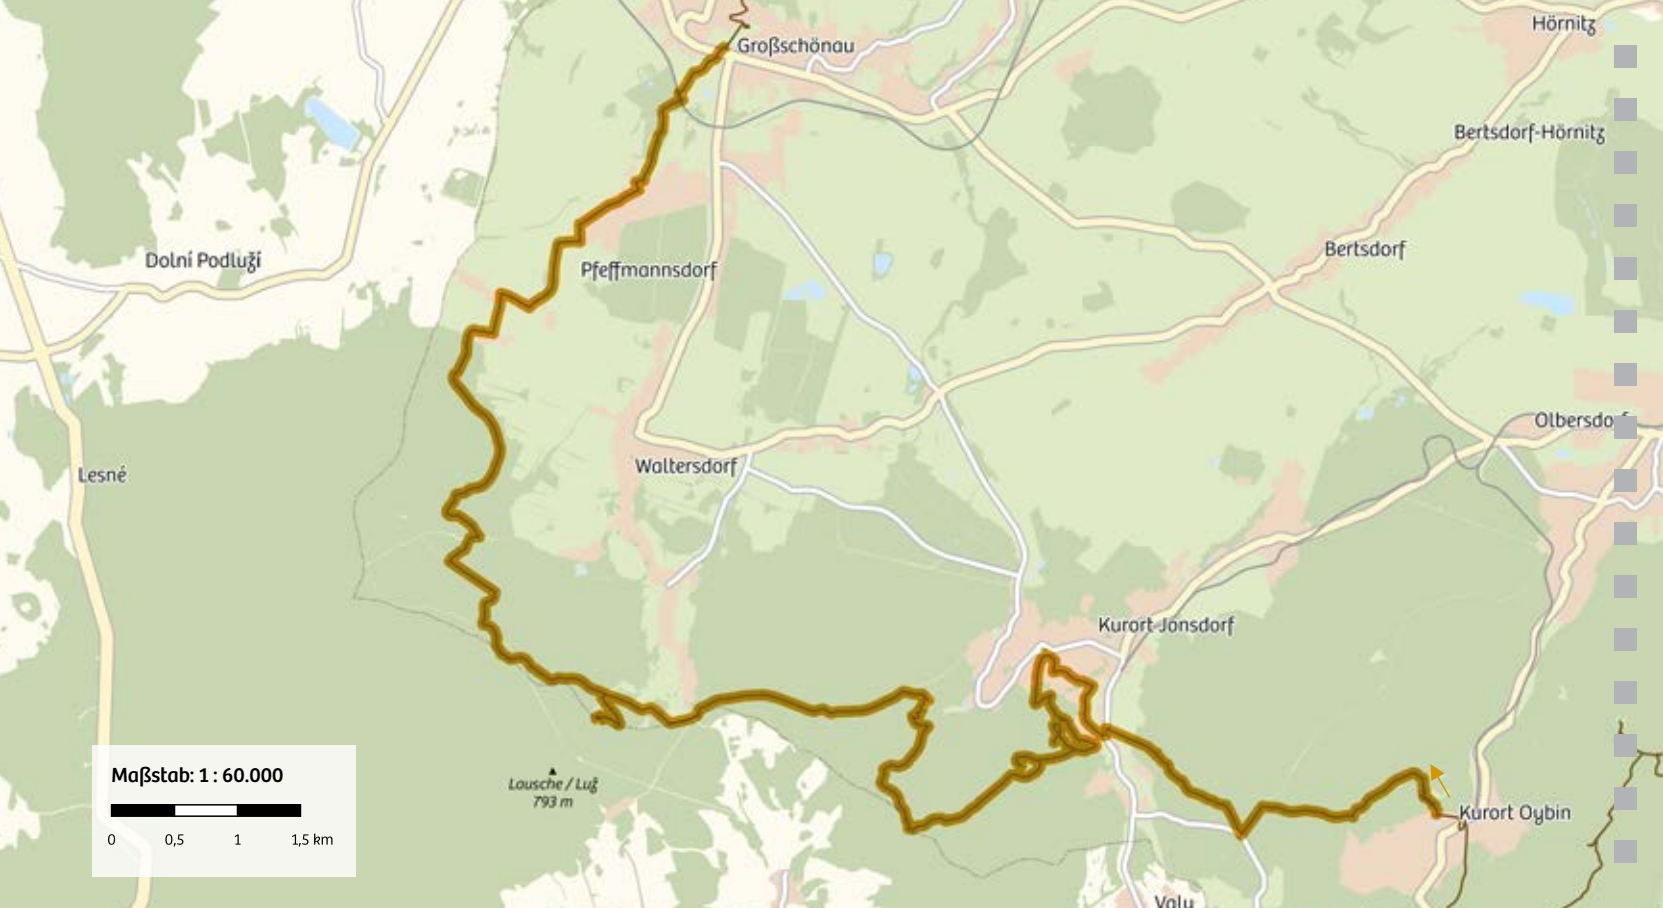 Hörnitz
Großschönau
Bertsdorf-Hörnitz
Bertsdorf
Dolní Podluží
Pfeffmannsdorf
Olbersdorf
Waltersdorf
Lesné
Kurort Jonsdorf
Lausche / Luž
793 m
Kurort Oybin
Maßstab: 1 : 60.000
0 0,5 1 1,5 km